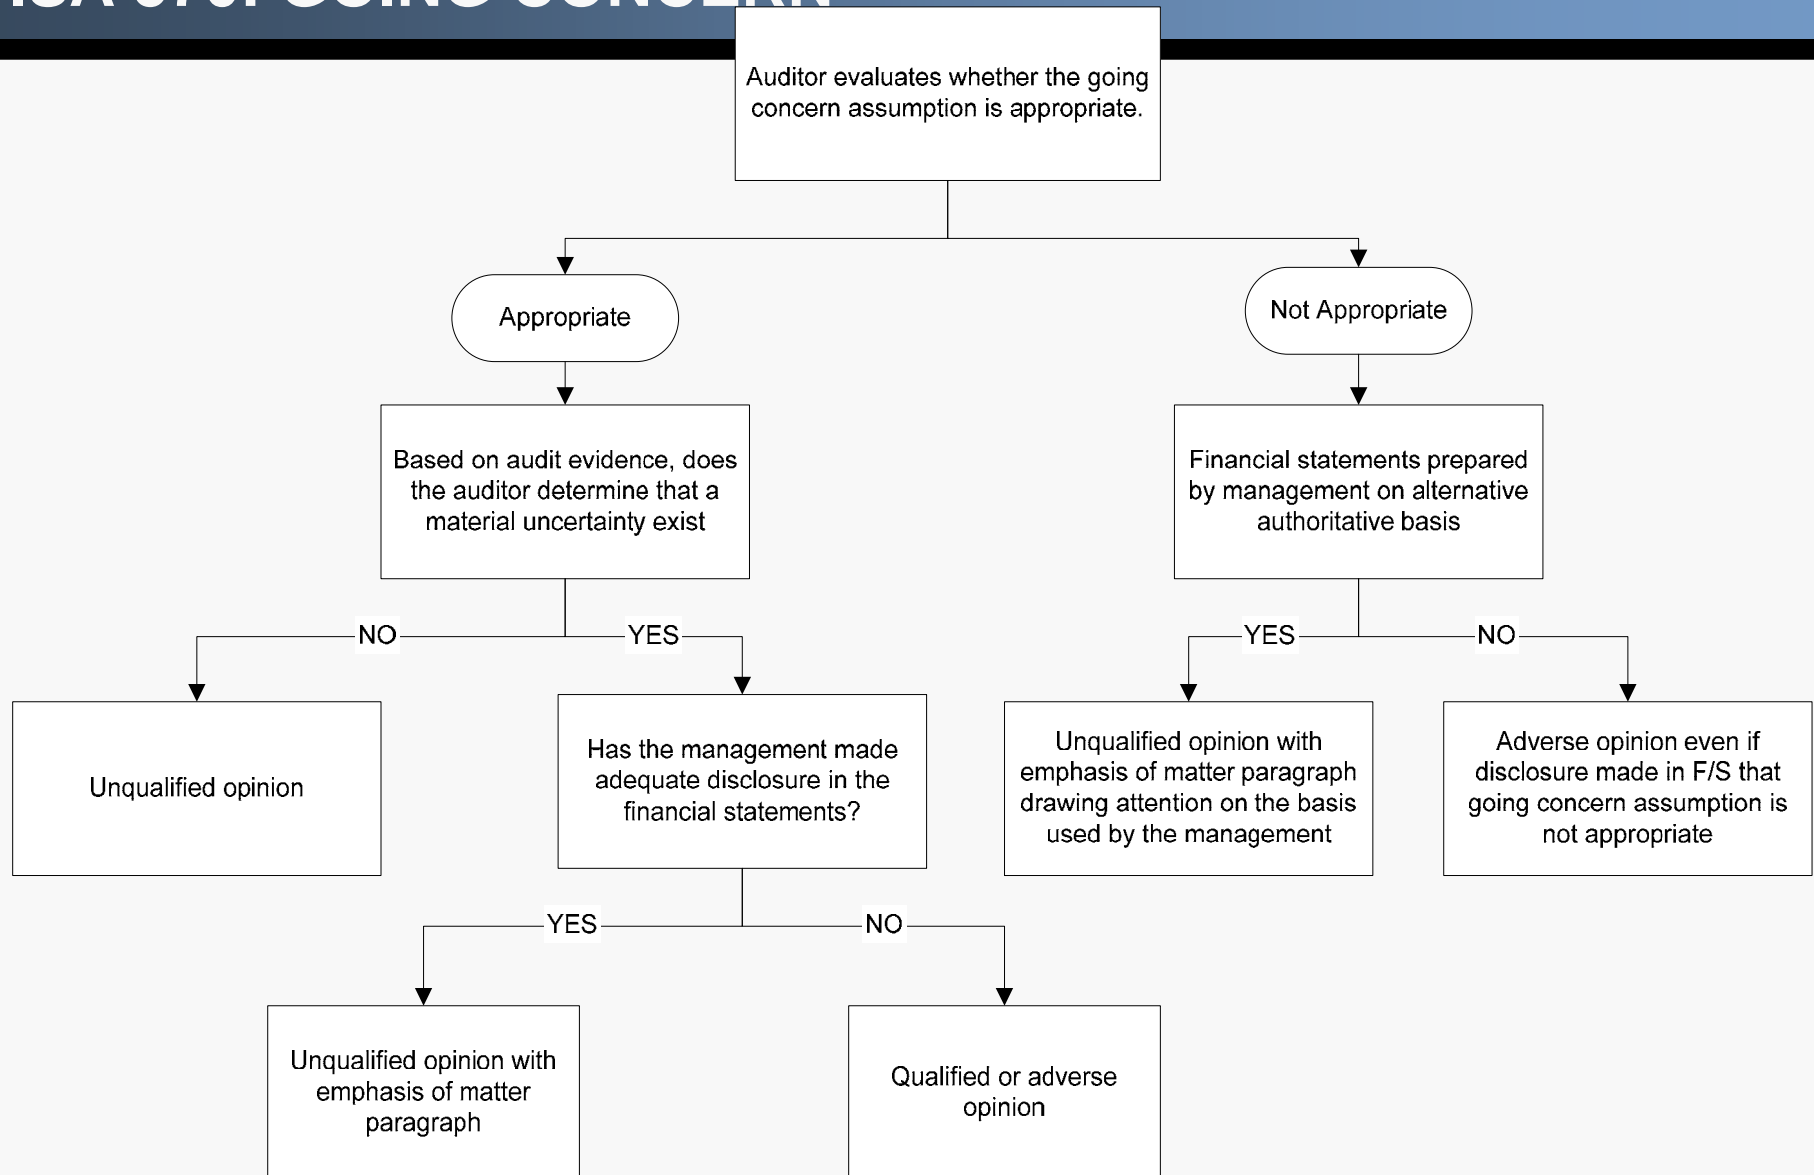 ISA 570: GOING CONCERN
Auditor evaluates whether the going
concern assumption is appropriate.
Appropriate
Not Appropriate
Based on audit evidence, does
the auditor determine that a
material uncertainty exist
Financial statements prepared
by management on alternative
authoritative basis
NO
YES
YES
NO
Unqualified opinion
Has the management made
adequate disclosure in the
financial statements?
Unqualified opinion with
emphasis of matter paragraph
drawing attention on the basis
used by the management
Adverse opinion even if
disclosure made in F/S that
going concern assumption is
not appropriate
YES
NO
Unqualified opinion with
emphasis of matter
paragraph
Qualified or adverse
opinion